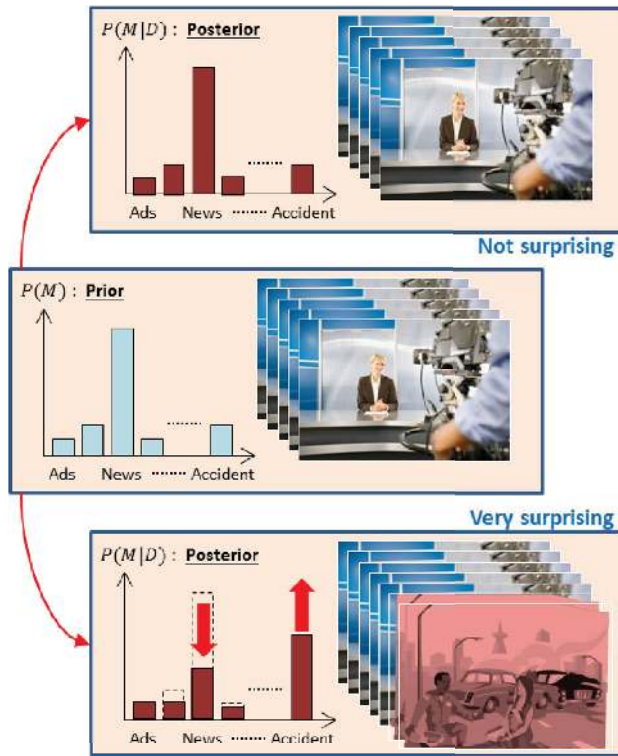 P(M|D) : Posterior
Ads News ....... Accident
Not surprising
P(M) : Prior
Ads News ....... Accident
Very surprising
P(M|D) : Posterior
Ads News ....... Accident